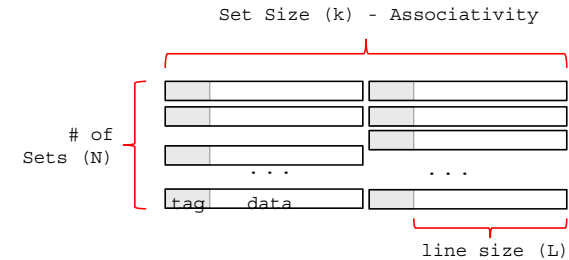 Set Size (k) - Associativity
# of
Sets (N)
. . .
. . .
tag data
line size (L)